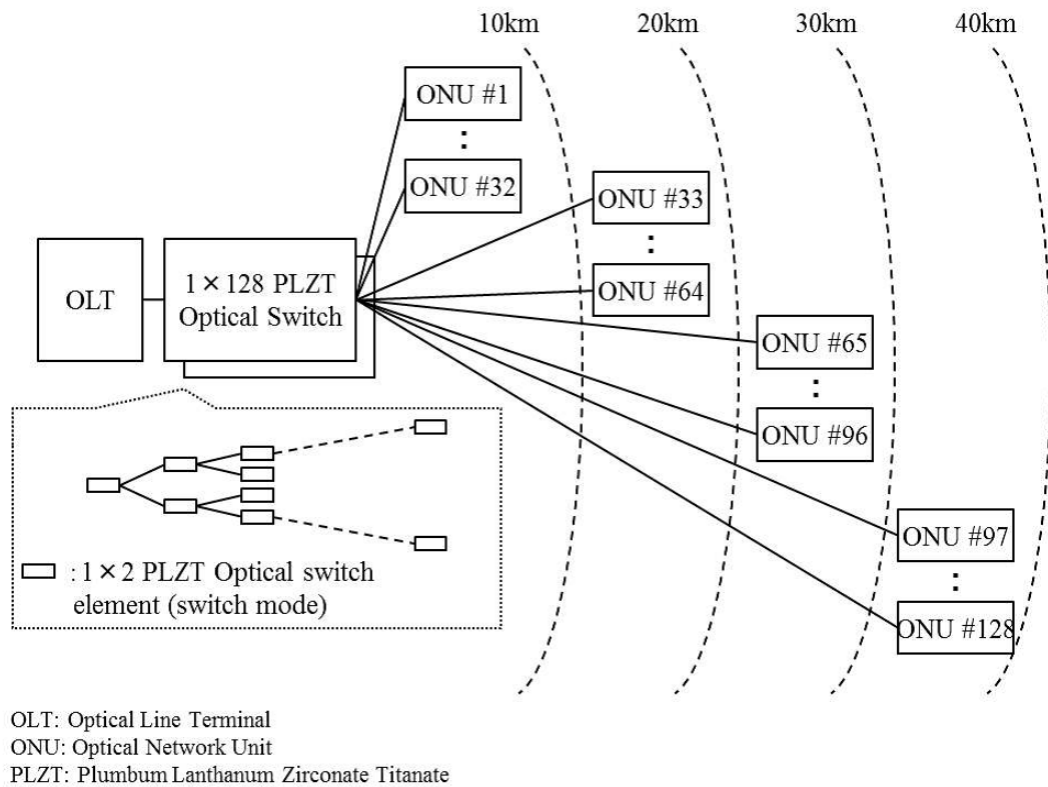 10km
20km
30km
40km
ONU #1
:
ONU #32
ONU #33
:
ONU #64
OLT
1×128 PLZT
Optical Switch
ONU #65
:
ONU #96
ONU #97
:
ONU #128
: 1×2 PLZT Optical switch
element (switch mode)
OLT: Optical Line Terminal
ONU: Optical Network Unit
PLZT: Plumbum Lanthanum Zirconate Titanate